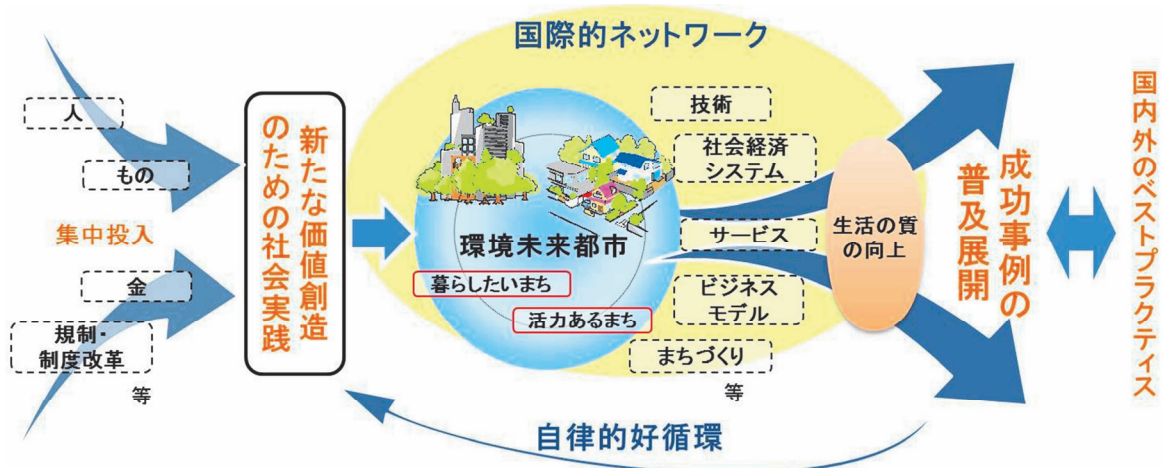 人
もの
集中投入
金
規制・
制度改革
等
新たな価値創造
のための社会実践
国際的ネットワーク
環境未来都市
暮らしたいまち
活力あるまち
技術
社会経済
システム
サービス
ビジネス
モデル
まちづくり
等
生活の質
の向上
成功事例の
普及展開
国内外のベストプラクティス
自律的好循環